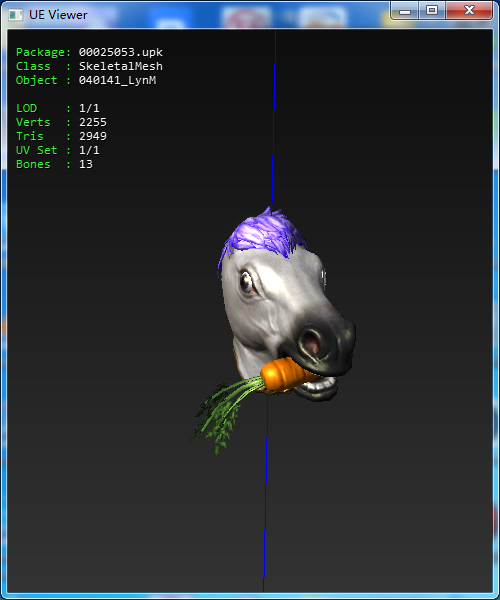 UE Viewer
Package: 00025053.upk
Class : SkeletalMesh
Object : 040141_LynM
LOD : 1/1
Verts : 2255
Tris : 2949
UV Set : 1/1
Bones : 13